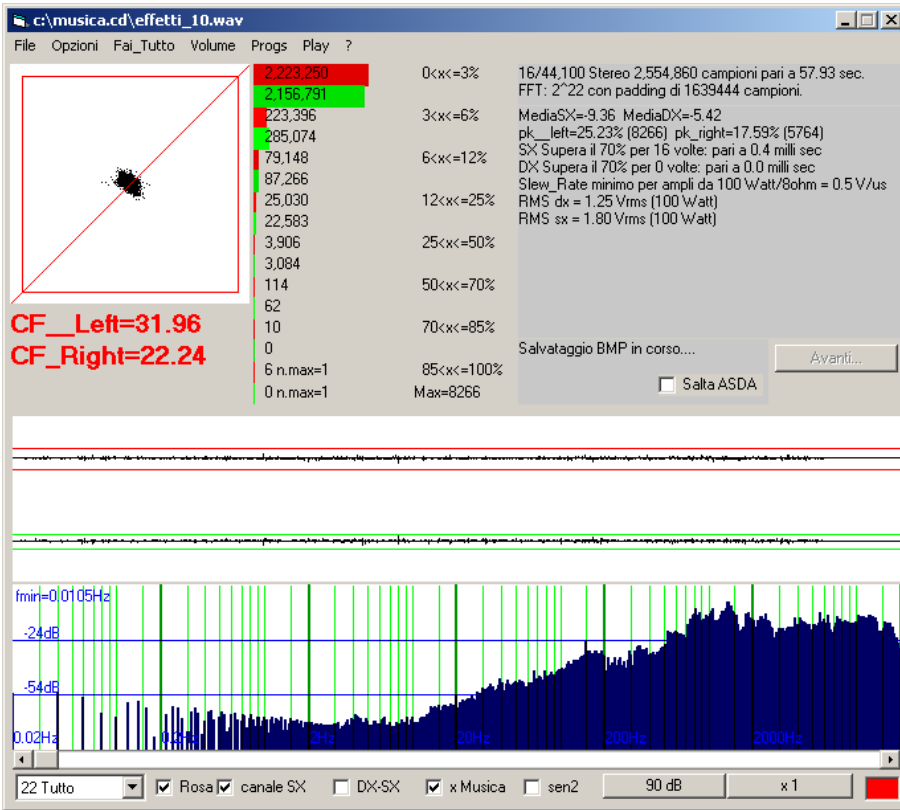 c:\musica.cd\effetti_10.wav
File Opzioni Fai_Tutto Volume Progs Play ?
2,223,250 0<x<=3%
2,156,791
223,396 3<x<=6%
285,074
79,148 6<x<=12%
87,266
25,030 12<x<=25%
22,583
3,906 25<x<=50%
3,084
114 50<x<=70%
62
10 70<x<=85%
0
6 n.max=1 85<x<=100%
0 n.max=1 Max=8266
16/44,100 Stereo 2,554,860 campioni pari a 57.93 sec.
FFT: 2^22 con padding di 1639444 campioni.
MediaSX=-9.36 MediaDX=-5.42
pk__left=25.23% (8266) pk_right=17.59% (5764)
SX Supera il 70% per 16 volte: pari a 0.4 milli sec
DX Supera il 70% per 0 volte: pari a 0.0 milli sec
Slew_Rate minimo per ampli da 100 Watt/8ohm = 0.5 V/us
RMS dx = 1.25 Vrms (100 Watt)
RMS sx = 1.80 Vrms (100 Watt)
CF__Left=31.96
CF_Right=22.24
Salvataggio BMP in corso....
Avanti...
Salta ASDA
fmin=0.0105Hz
-24dB
-54dB
0.02Hz 0.2Hz 2Hz 20Hz 200Hz 2000Hz
22 Tutto Rosa canale SX DX-SX x Musica sen2 90 dB x 1